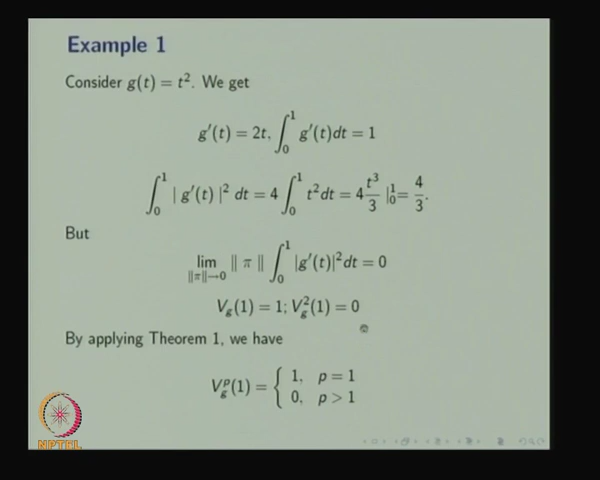 Example 1
Consider g(t) = t². We get
g′(t) = 2t, ∫₀¹ g′(t)dt = 1
∫₀¹ | g′(t) |² dt = 4 ∫₀¹ t²dt = 4 t³/3 |₀¹= 4/3.
But
lim_{‖π‖→0} ‖ π ‖ ∫₀¹ |g′(t)|²dt = 0
V_g(1) = 1; V_g²(1) = 0
By applying Theorem 1, we have
V_g^p(1) = { 1, p = 1
0, p > 1
NPTEL